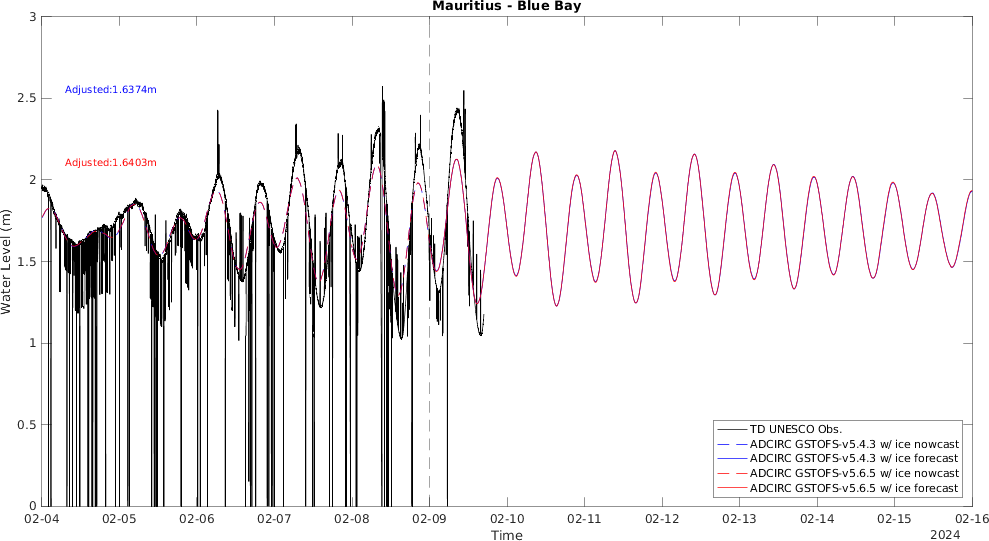 Mauritius - Blue Bay
3
2.5
2
1.5
1
0.5
0
Water Level (m)
Adjusted:1.6374m
Adjusted:1.6403m
TD UNESCO Obs.
ADCIRC GSTOFS-v5.4.3 w/ ice nowcast
ADCIRC GSTOFS-v5.4.3 w/ ice forecast
ADCIRC GSTOFS-v5.6.5 w/ ice nowcast
ADCIRC GSTOFS-v5.6.5 w/ ice forecast
02-04 02-05 02-06 02-07 02-08 02-09 02-10 02-11 02-12 02-13 02-14 02-15 02-16
Time
2024